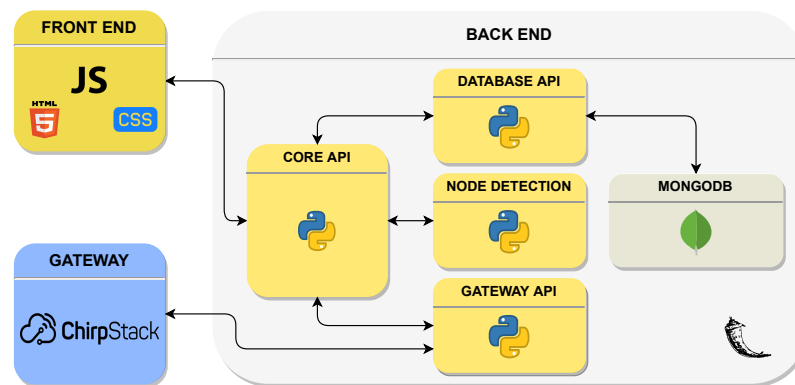 FRONT END
JS
HTML
5
CSS
BACK END
DATABASE API
CORE API
NODE DETECTION
MONGODB
GATEWAY
ChirpStack
GATEWAY API